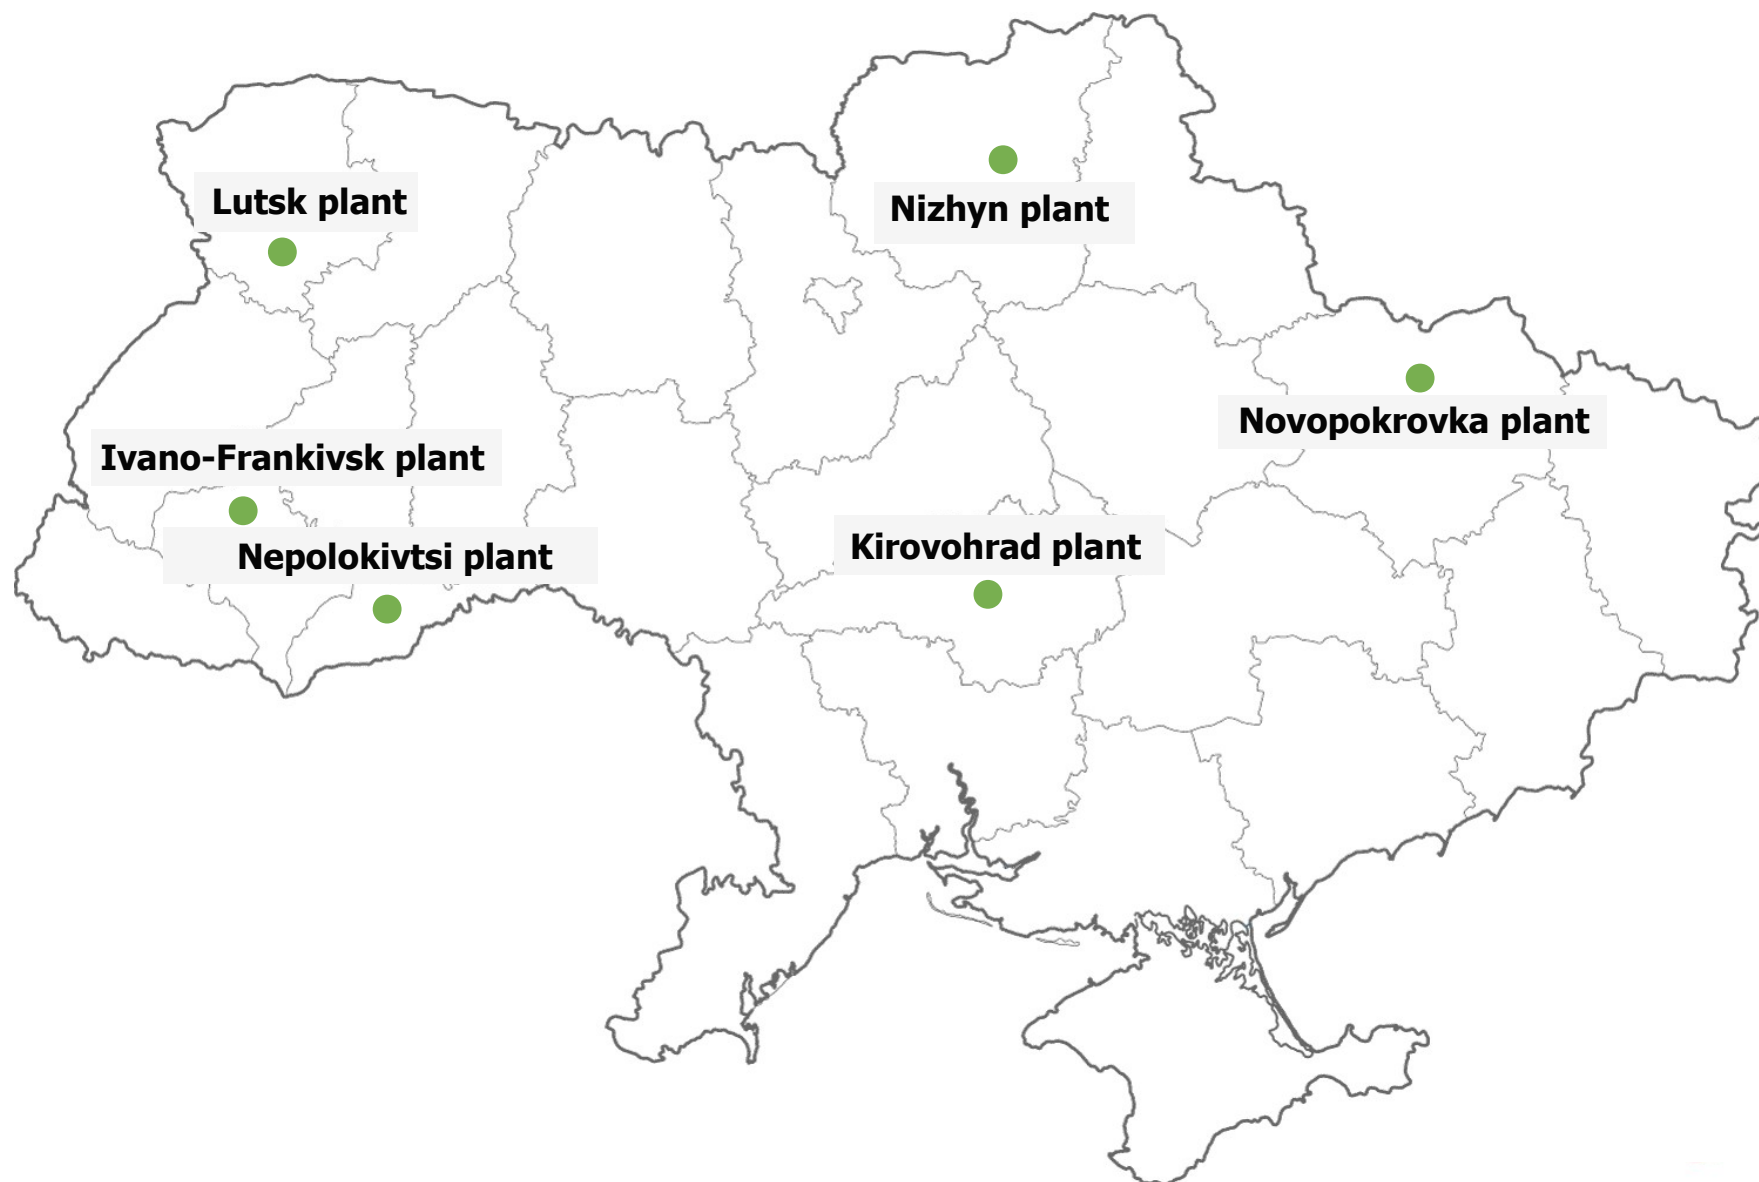 Lutsk plant
Nizhyn plant
Novopokrovka plant
Ivano-Frankivsk plant
Nepolokivtsi plant
Kirovohrad plant